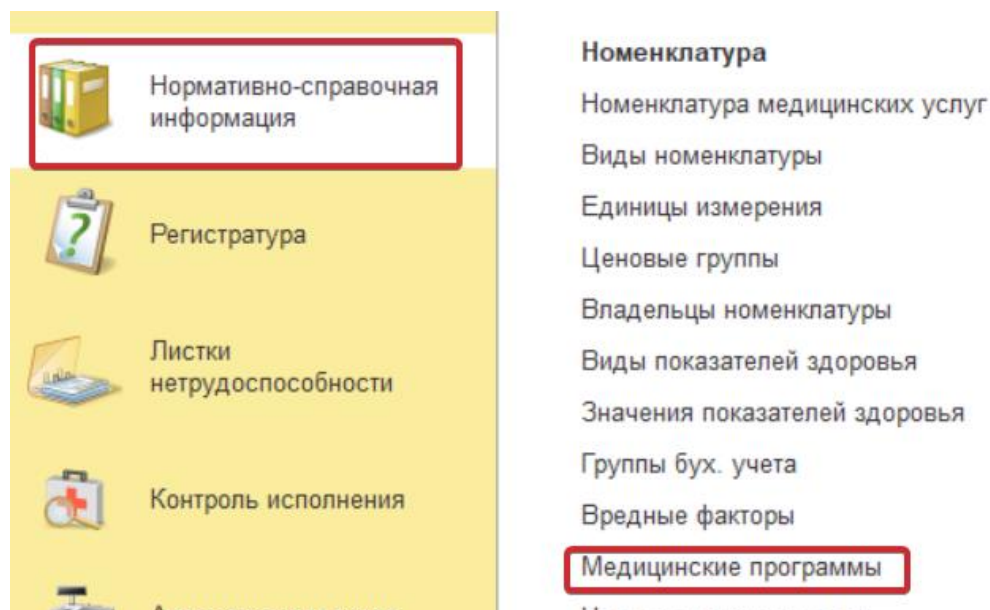 Нормативно-справочная
информация
Регистратура
Листки
нетрудоспособности
Контроль исполнения
Номенклатура
Номенклатура медицинских услуг
Виды номенклатуры
Единицы измерения
Ценовые группы
Владельцы номенклатуры
Виды показателей здоровья
Значения показателей здоровья
Группы бух. учета
Вредные факторы
Медицинские программы